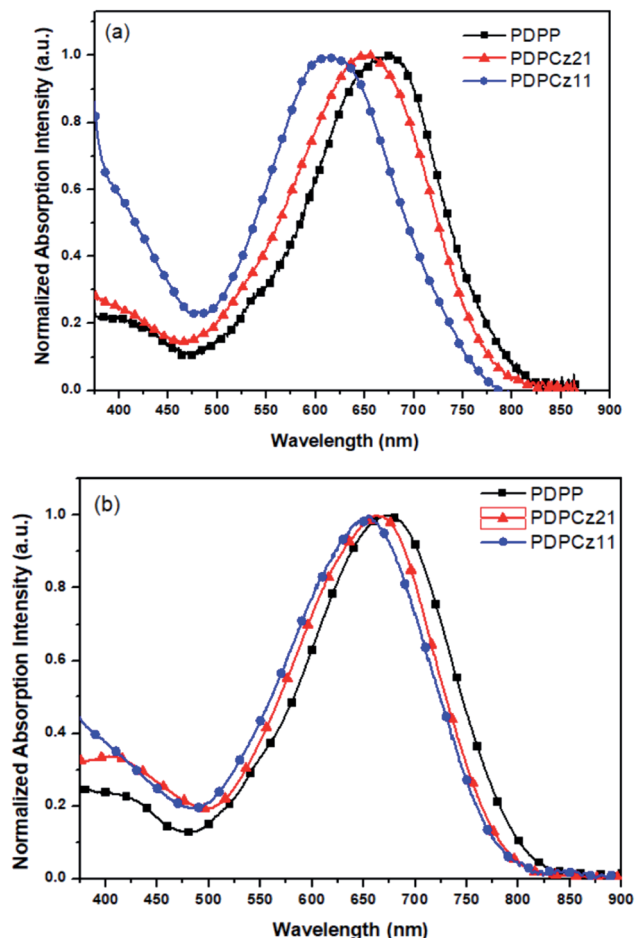 (a)
PDPP
PDPCz21
PDPCz11
Normalized Absorption Intensity (a.u.)
1.0
0.8
0.6
0.4
0.2
0.0
400 450 500 550 600 650 700 750 800 850 900
Wavelength (nm)
(b)
PDPP
PDPCz21
PDPCz11
Normalized Absorption Intensity (a.u.)
1.0
0.8
0.6
0.4
0.2
0.0
400 450 500 550 600 650 700 750 800 850 900
Wavelength (nm)